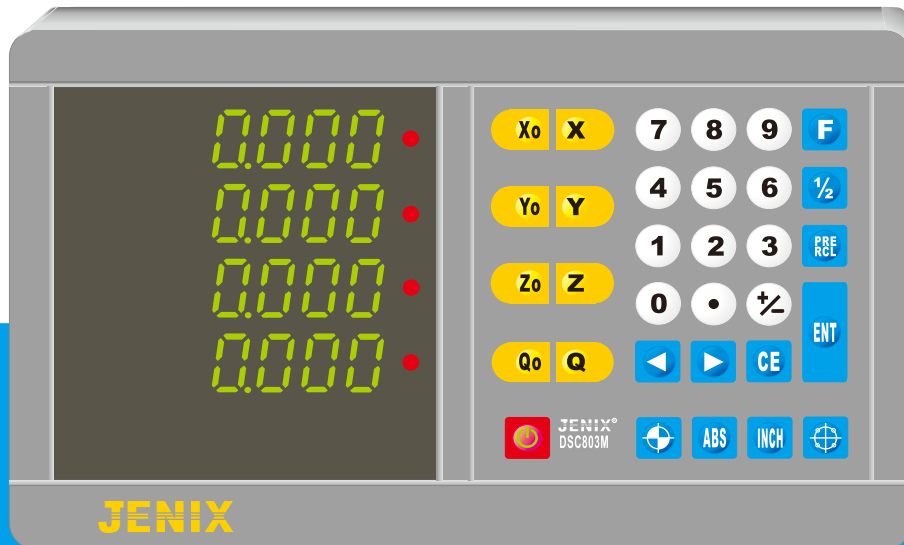 0.000
0.000
0.000
0.000
Xo X
Yo Y
Zo Z
Qo Q
7 8 9 F
4 5 6 ½
1 2 3 PRE
RCL
0 • +/-
ENT
◀ ▶ CE
JENIX®
DSC803M
ABS INCH
JENIX